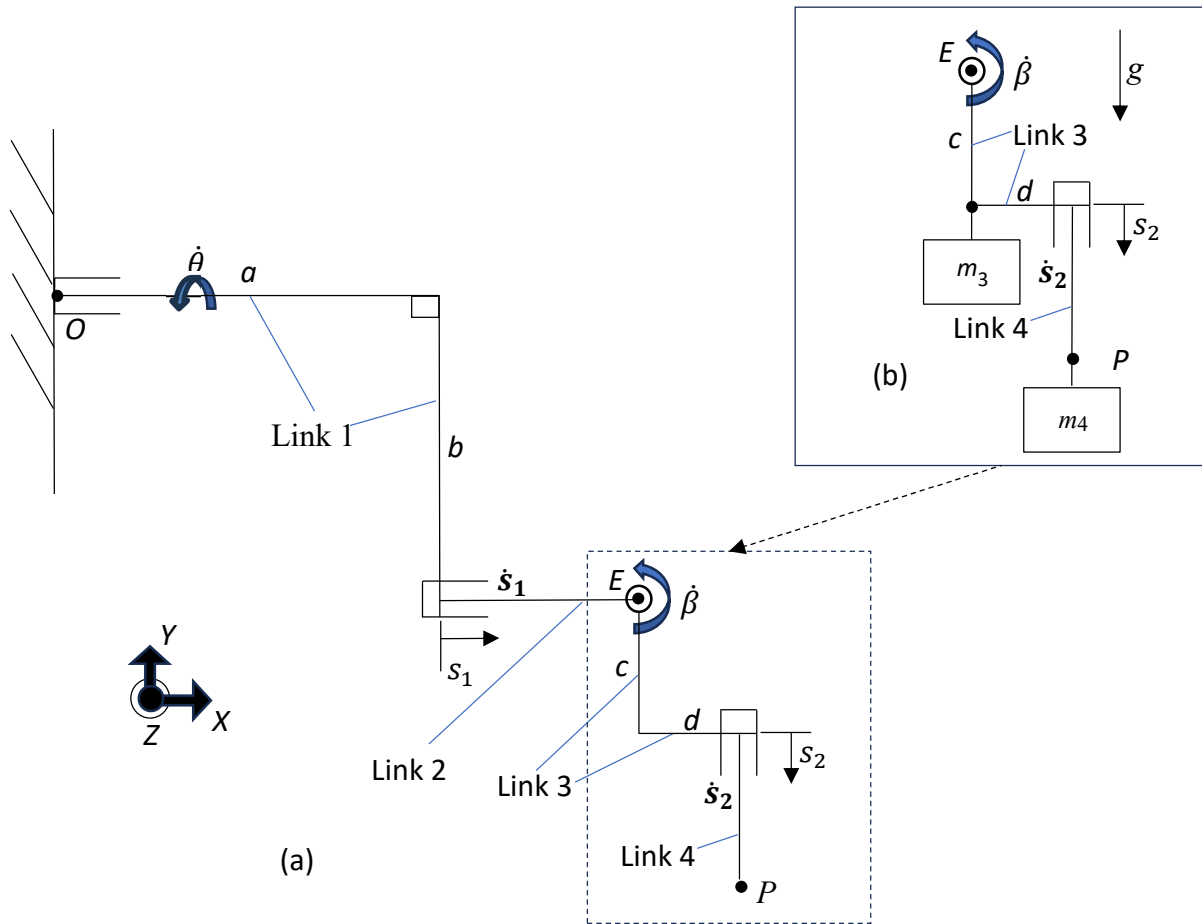 E
β̇
g
c
Link 3
d
s₂
m₃
ṡ₂
Link 4
P
(b)
m₄
θ̇
a
O
Link 1
b
ṡ₁
E
β̇
s₁
c
Y
X
Z
d
s₂
Link 2
Link 3
ṡ₂
Link 4
(a)
P